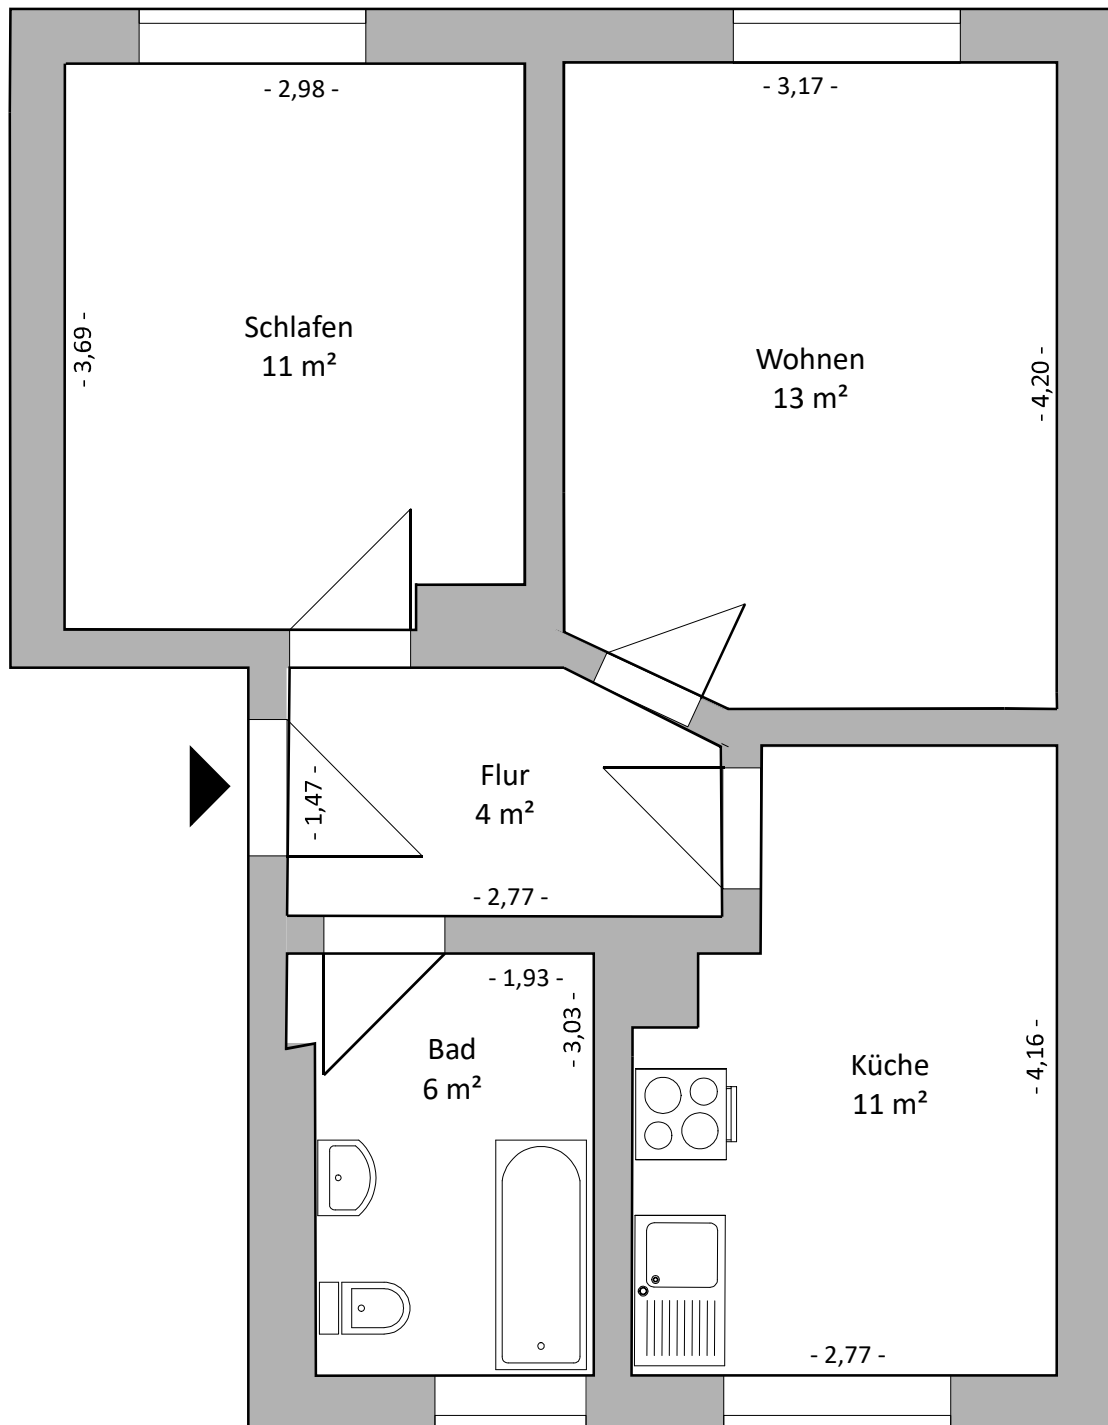 - 2,98 -
- 3,17 -
- 3,69 -
Schlafen
11 m²
Wohnen
13 m²
- 4,20 -
- 1,47 -
Flur
4 m²
- 2,77 -
- 1,93 -
- 3,03 -
Bad
6 m²
Küche
11 m²
- 4,16 -
- 2,77 -